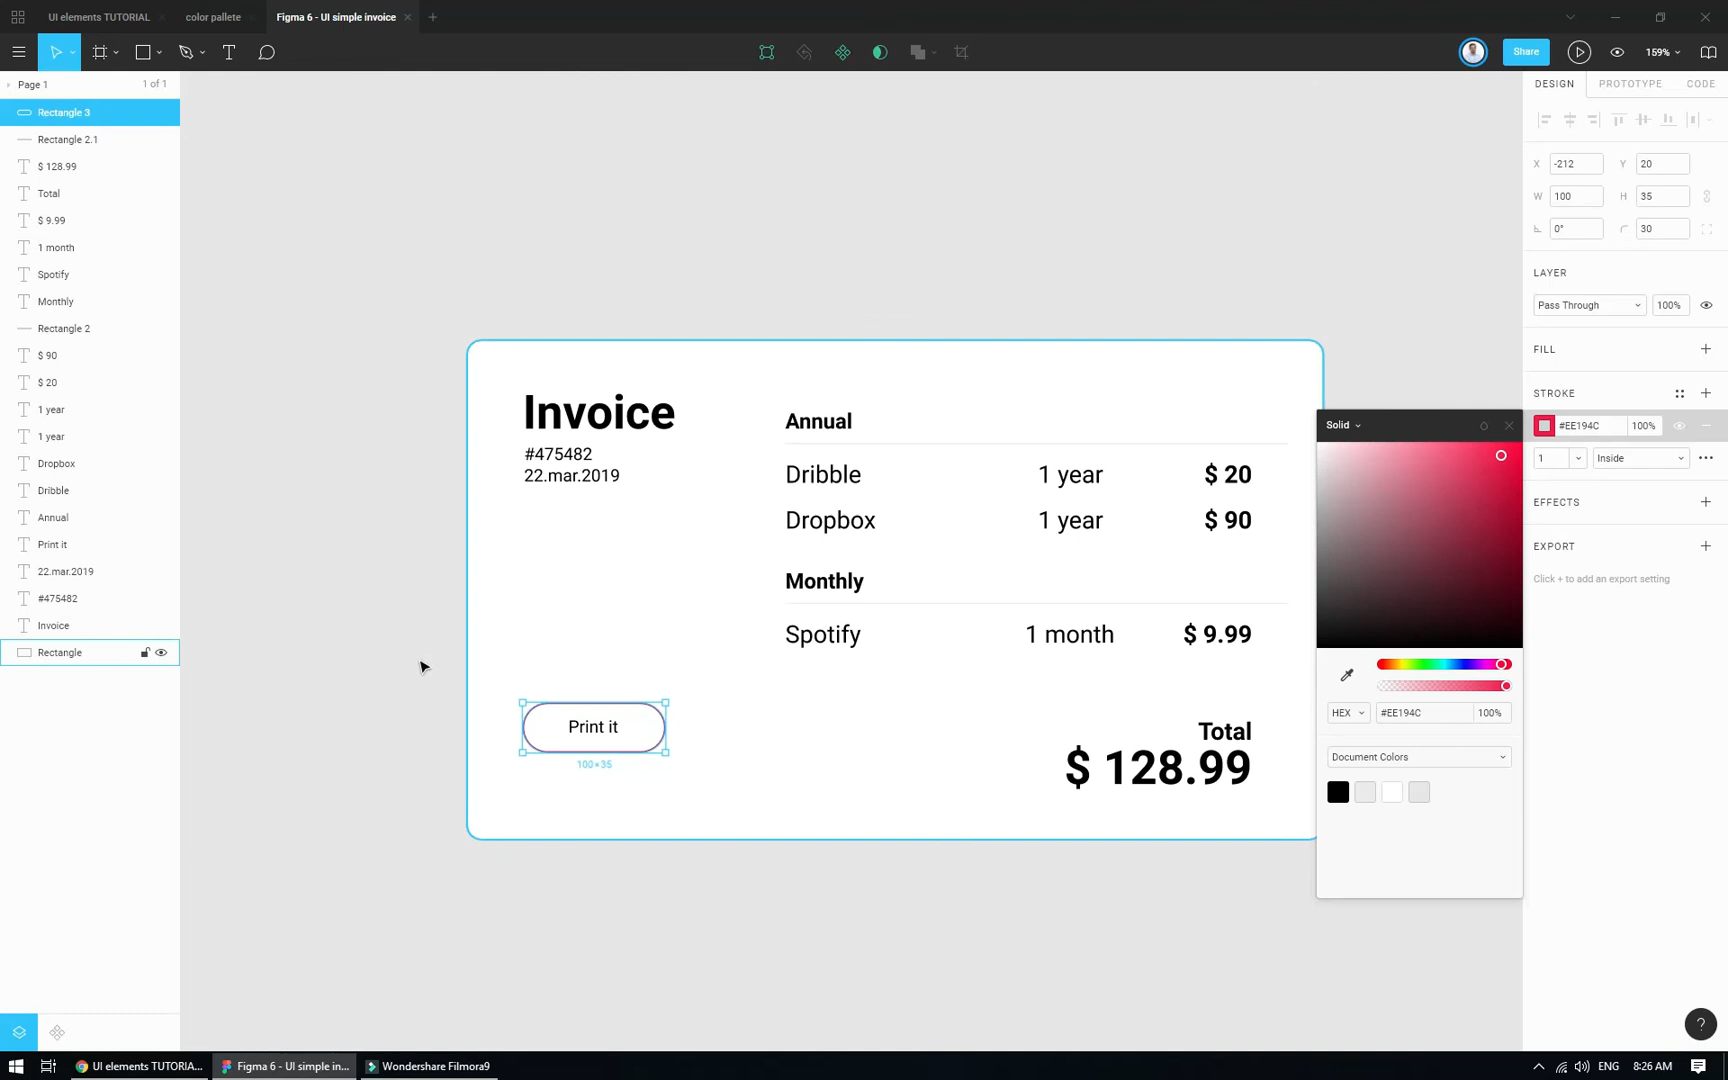 UI elements TUTORIAL
color pallete
Figma 6 - UI simple invoice
Share
159%
Page 1
1 of 1
Rectangle 3
Rectangle 2.1
$ 128.99
Total
$ 9.99
1 month
Spotify
Monthly
Rectangle 2
$ 90
$ 20
1 year
1 year
Dropbox
Dribble
Annual
Print it
22.mar.2019
#475482
Invoice
Rectangle
Invoice
#475482
22.mar.2019
Annual
Dribble 1 year $ 20
Dropbox 1 year $ 90
Monthly
Spotify 1 month $ 9.99
Print it
100×35
Total
$ 128.99
DESIGN PROTOTYPE CODE
X -212 Y 20
W 100 H 35
0° 30
LAYER
Pass Through 100%
FILL
STROKE
#EE194C 100%
1 Inside
EFFECTS
EXPORT
Click + to add an export setting
Solid
HEX #EE194C 100%
Document Colors
?
UI elements TUTORIA...
Figma 6 - UI simple in...
Wondershare Filmora9
ENG
8:26 AM